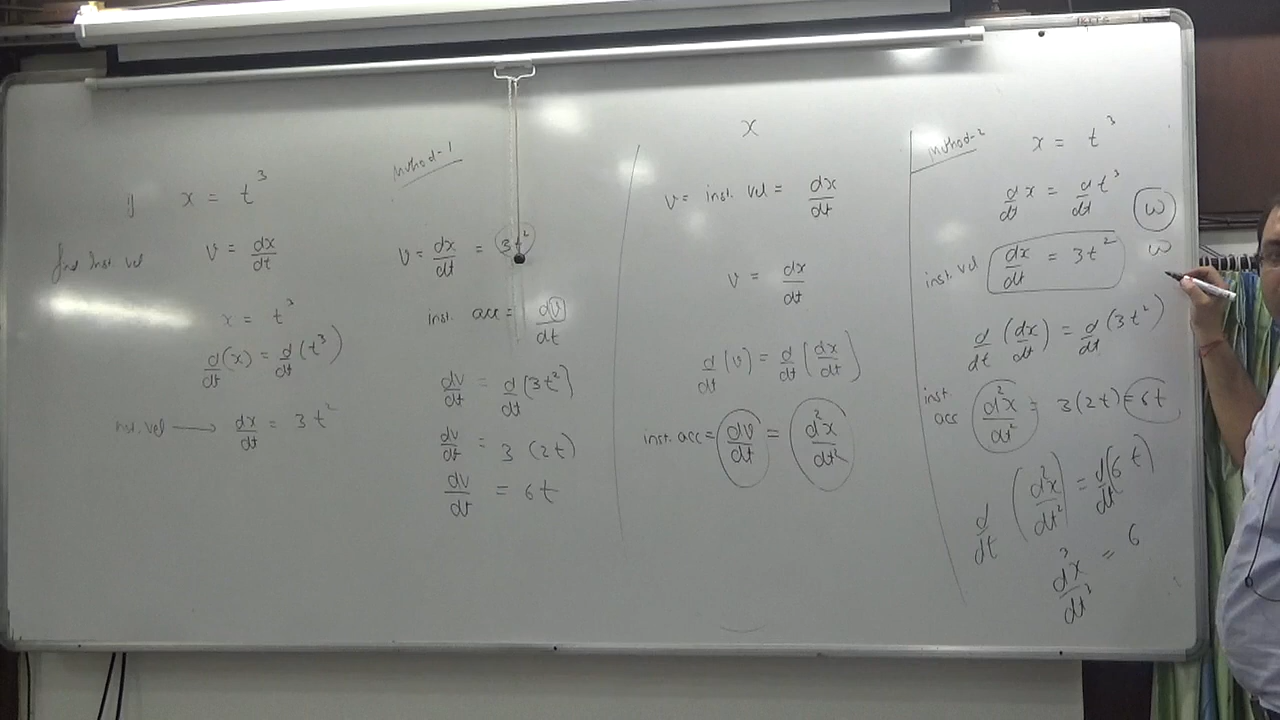 if x = t³
find inst. vel v = dx/dt
x = t³
d/dt (x) = d/dt (t³)
inst. vel → dx/dt = 3t²
Method-1
v = dx/dt = 3t²
inst. acc = dv/dt
dv/dt = d/dt (3t²)
dv/dt = 3 (2t)
dv/dt = 6t
x
v = inst. vel = dx/dt
v = dx/dt
d/dt (v) = d/dt (dx/dt)
inst. acc = dv/dt = d²x/dt²
Method-2
x = t³
d/dt x = d/dt t³
inst. vel dx/dt = 3t²
d/dt (dx/dt) = d/dt (3t²)
inst. acc d²x/dt² = 3(2t) = 6t
d/dt (d²x/dt²) = d/dt (6t)
d³x/dt³ = 6
ω
ω